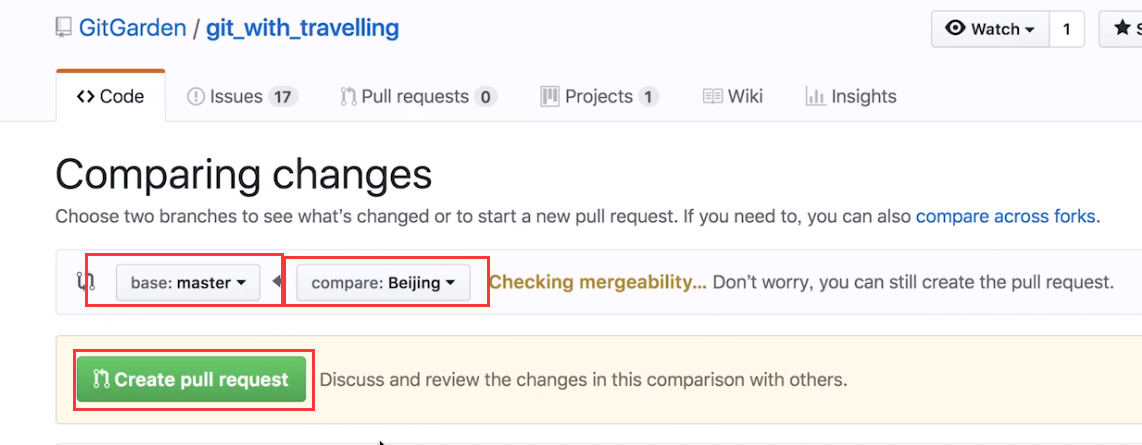 GitGarden / git_with_travelling
Watch 1 S
Code Issues 17 Pull requests 0 Projects 1 Wiki Insights
Comparing changes
Choose two branches to see what's changed or to start a new pull request. If you need to, you can also compare across forks.
base: master compare: Beijing Checking mergeability... Don't worry, you can still create the pull request.
Create pull request Discuss and review the changes in this comparison with others.